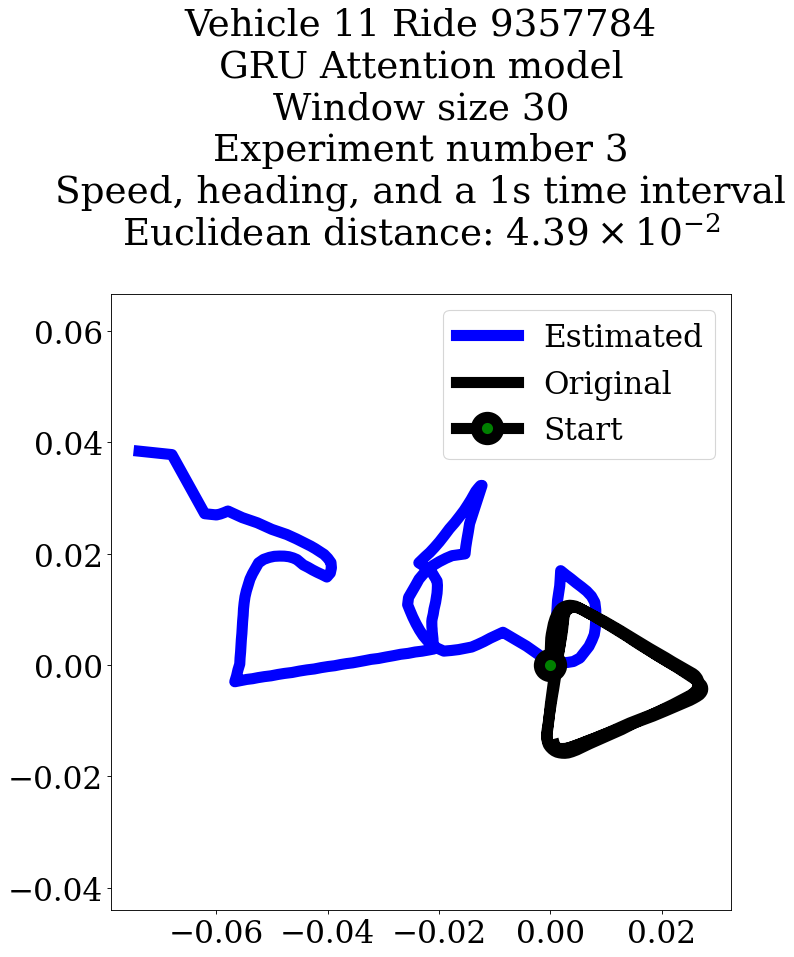 Vehicle 11 Ride 9357784
GRU Attention model
Window size 30
Experiment number 3
Speed, heading, and a 1s time interval
Euclidean distance: 4.39 × 10⁻²
Estimated
Original
Start
0.06
0.04
0.02
0.00
−0.02
−0.04
−0.06 −0.04 −0.02 0.00 0.02